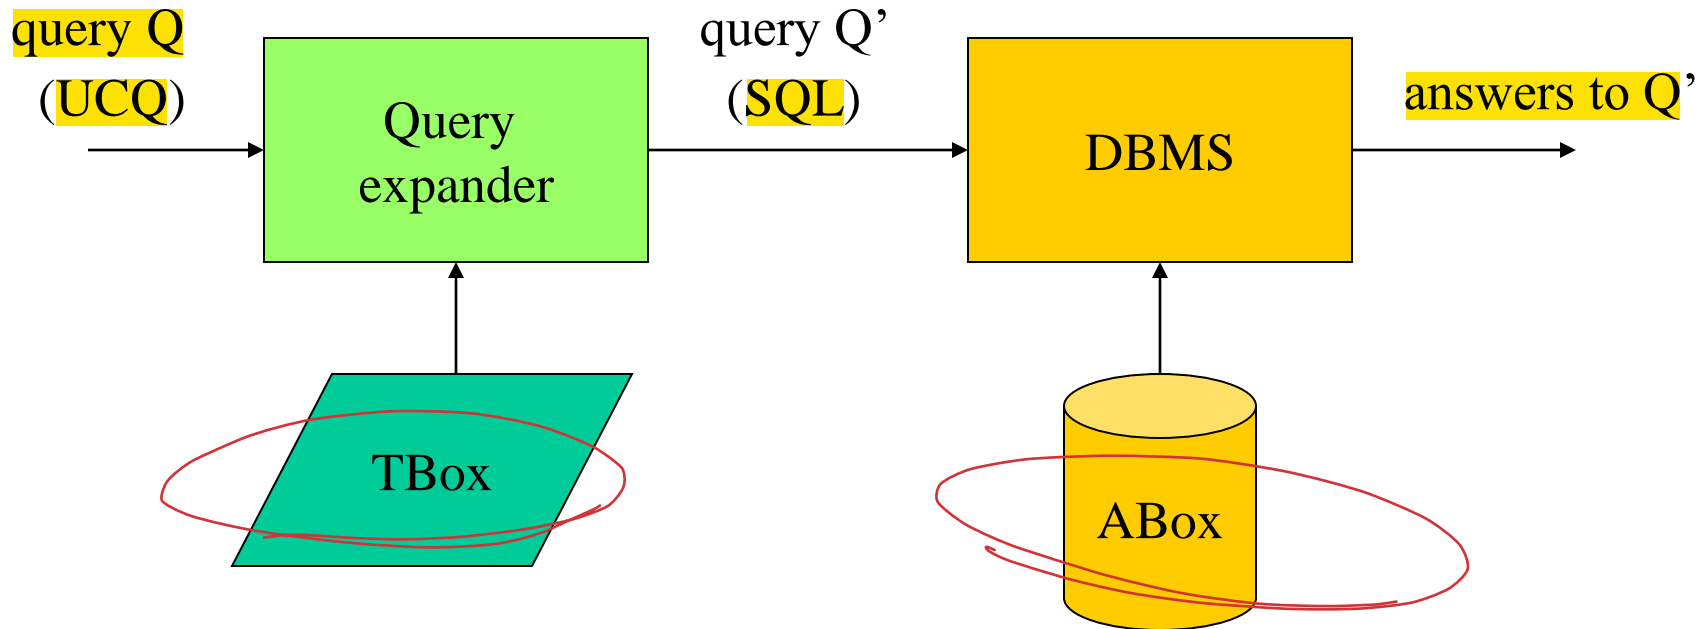 query Q
(UCQ)
Query
expander
query Q’
(SQL)
DBMS
answers to Q’
TBox
ABox